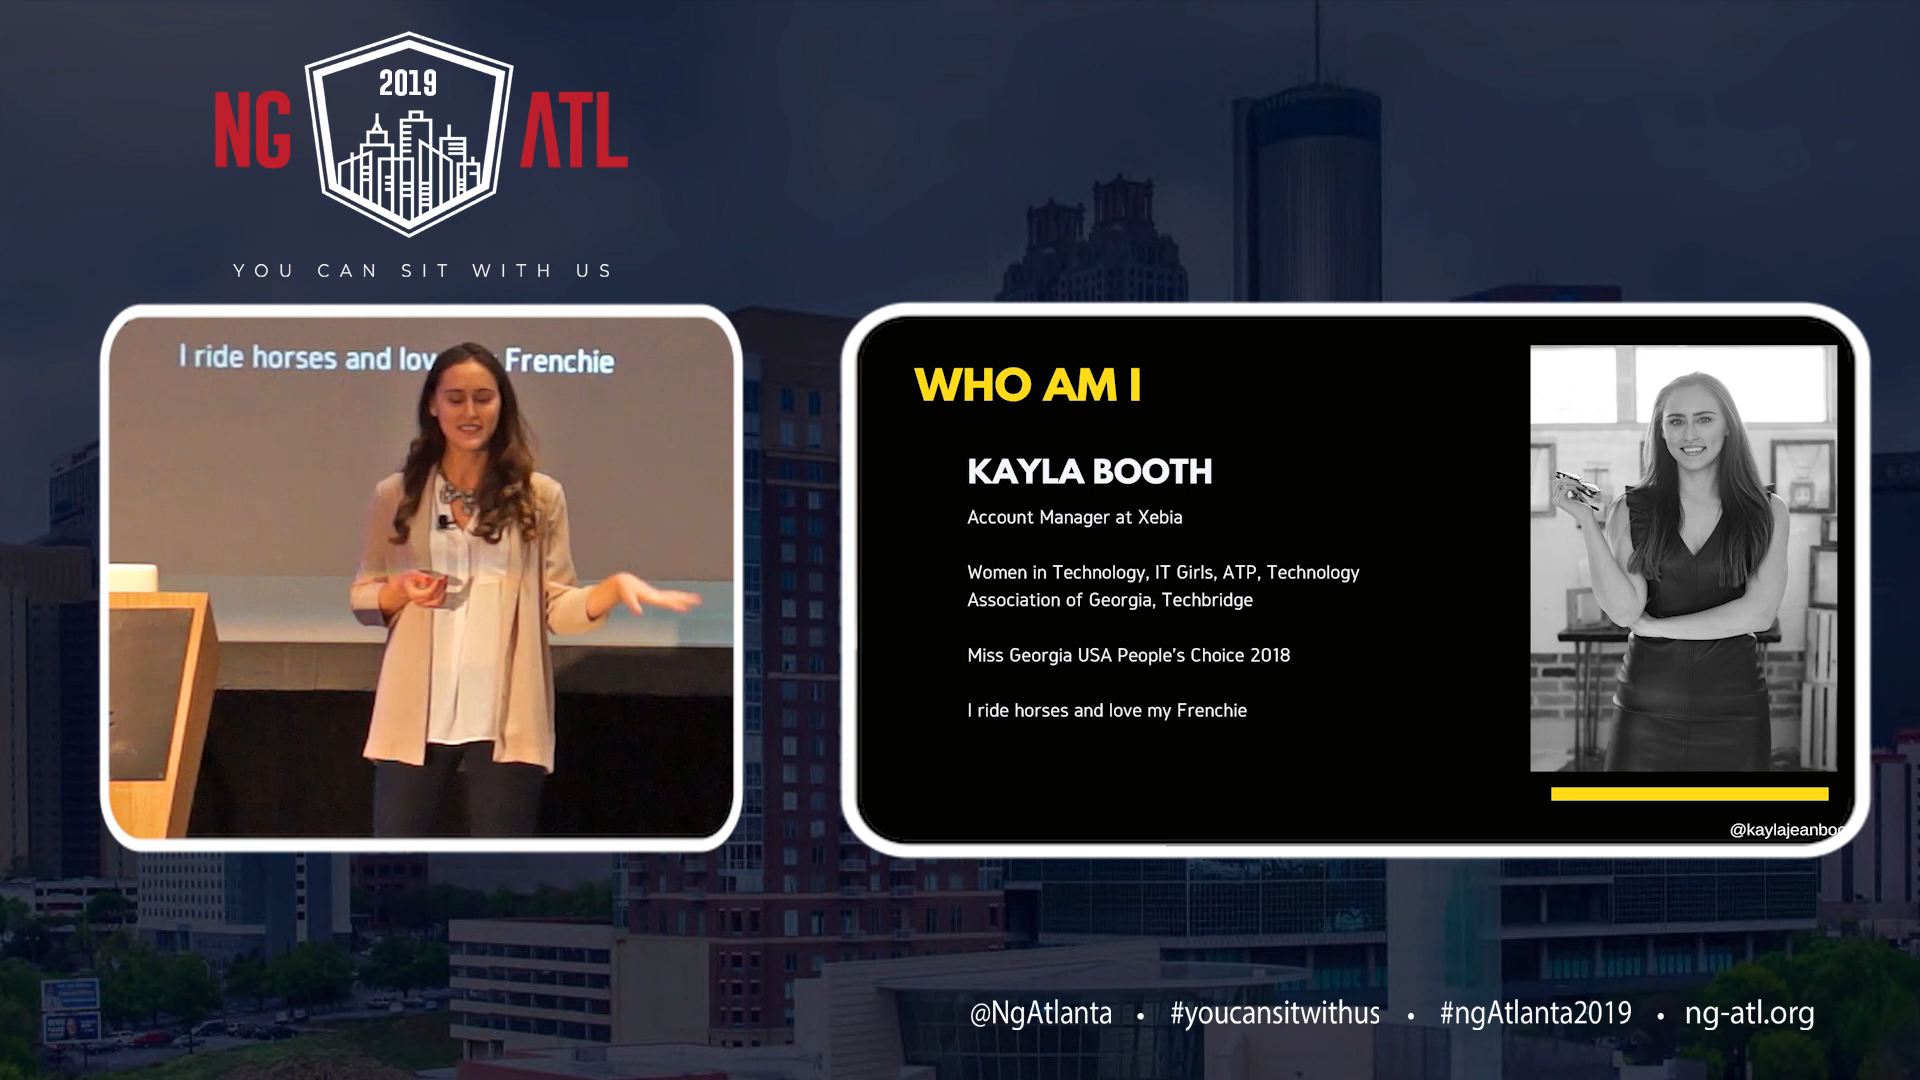 NG 2019 ATL
YOU CAN SIT WITH US
I ride horses and lov Frenchie
WHO AM I
KAYLA BOOTH
Account Manager at Xebia
Women in Technology, IT Girls, ATP, Technology
Association of Georgia, Techbridge
Miss Georgia USA People's Choice 2018
I ride horses and love my Frenchie
@kaylajeanboo
@NgAtlanta • #youcansitwithus • #ngAtlanta2019 • ng-atl.org